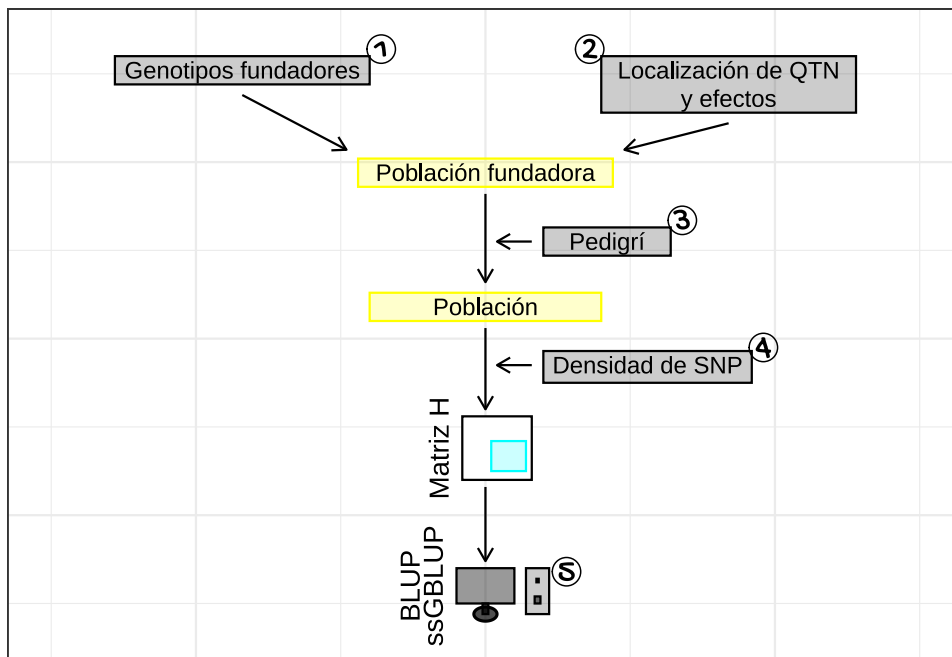 1
Genotipos fundadores
2
Localización de QTN
y efectos
Población fundadora
3
Pedigrí
Población
4
Densidad de SNP
Matriz H
BLUP
ssGBLUP
5